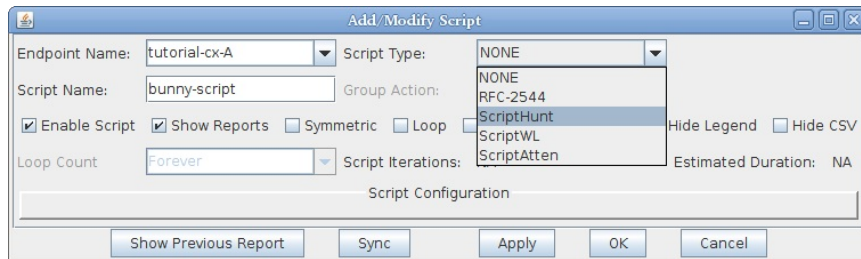 Add/Modify Script
Endpoint Name: tutorial-cx-A Script Type: NONE
Script Name: bunny-script Group Action:
NONE
RFC-2544
ScriptHunt
ScriptWL
ScriptAtten
Enable Script Show Reports Symmetric Loop Hide Legend Hide CSV
Loop Count Forever Script Iterations: Estimated Duration: NA
Script Configuration
Show Previous Report Sync Apply OK Cancel